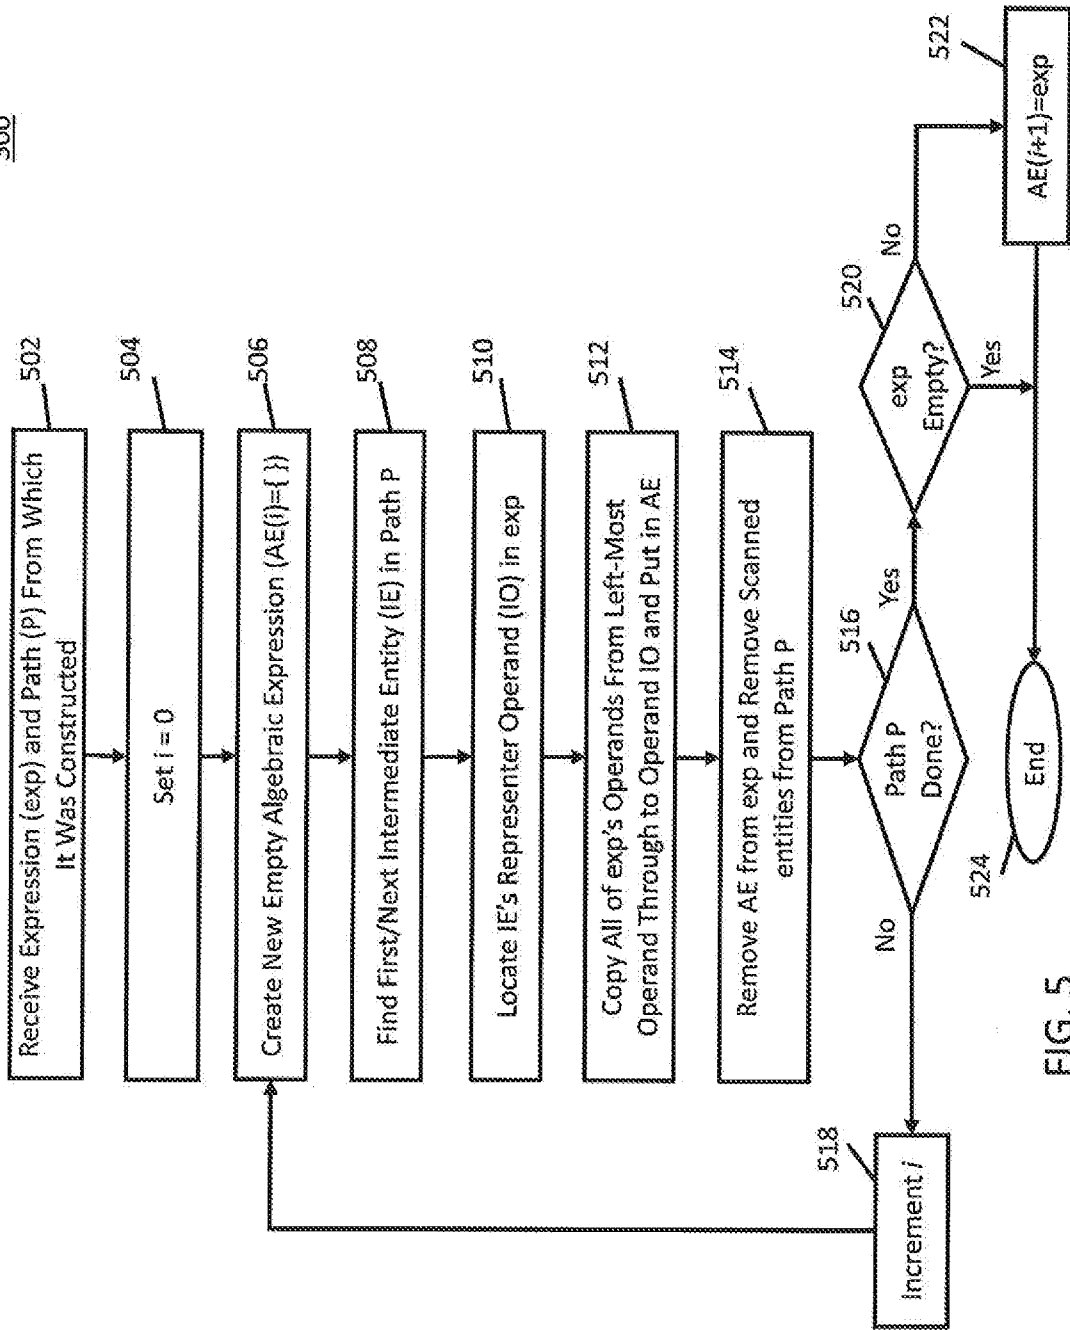 500
502
Receive Expression (exp) and Path (P) From Which
It Was Constructed
504
Set i = 0
506
Create New Empty Algebraic Expression (AE(i)={ })
508
Find First/Next Intermediate Entity (IE) in Path P
510
Locate IE's Representer Operand (IO) in exp
512
Copy All of exp's Operands From Left-Most
Operand Through to Operand IO and Put in AE
514
Remove AE from exp and Remove Scanned
entities from Path P
516
Path P
Done?
No
Yes
518
Increment i
520
exp
Empty?
No
Yes
522
AE(i+1)=exp
524
End
FIG. 5